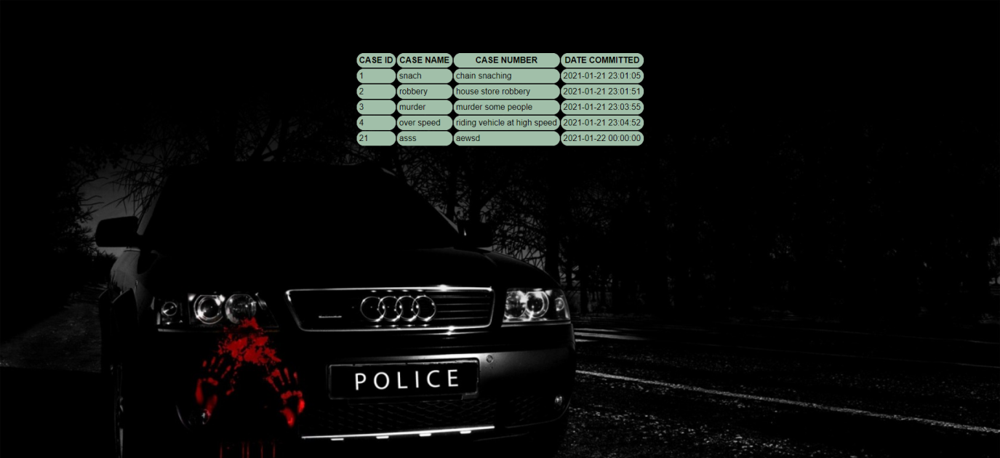 CASE ID CASE NAME CASE NUMBER DATE COMMITTED
1 snach chain snaching 2021-01-21 23:01:05
2 robbery house store robbery 2021-01-21 23:01:51
3 murder murder some people 2021-01-21 23:03:55
4 over speed riding vehicle at high speed 2021-01-21 23:04:52
21 asss aewsd 2021-01-22 00:00:00
POLICE